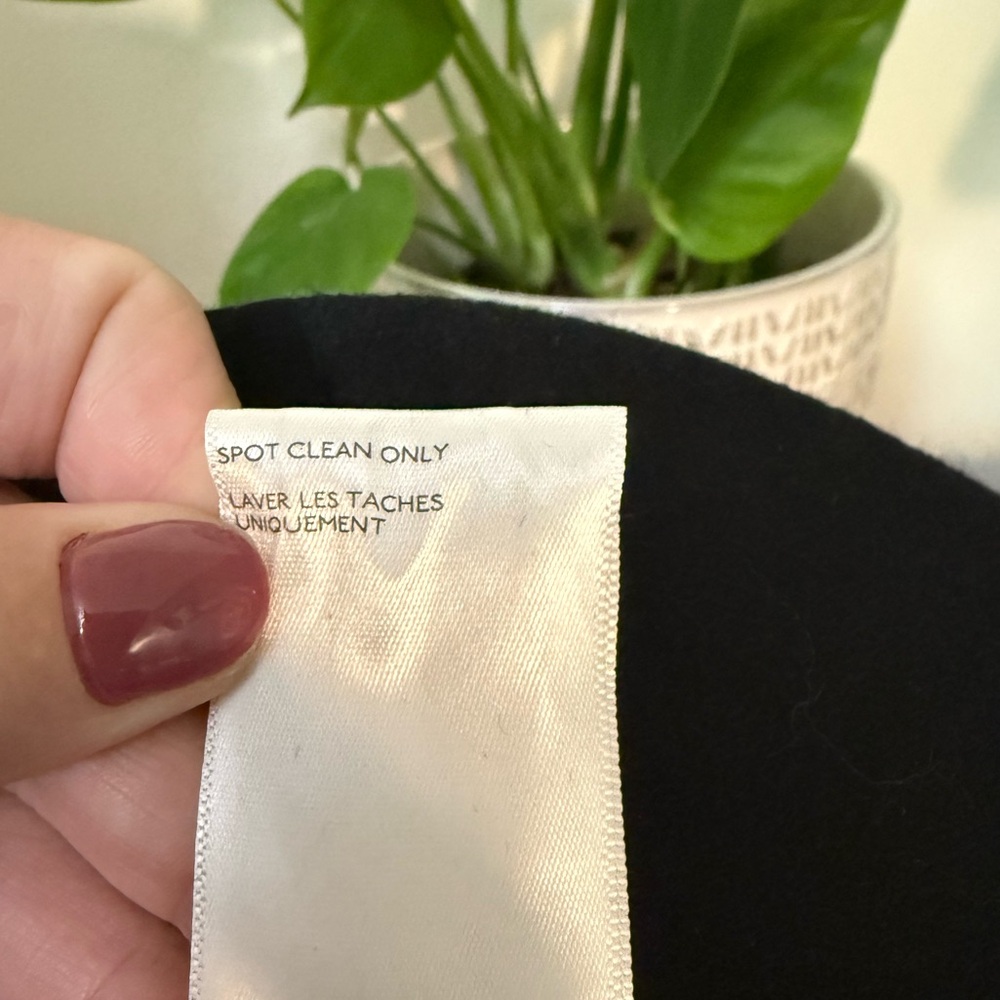 SPOT CLEAN ONLY
LAVER LES TACHES
UNIQUEMENT